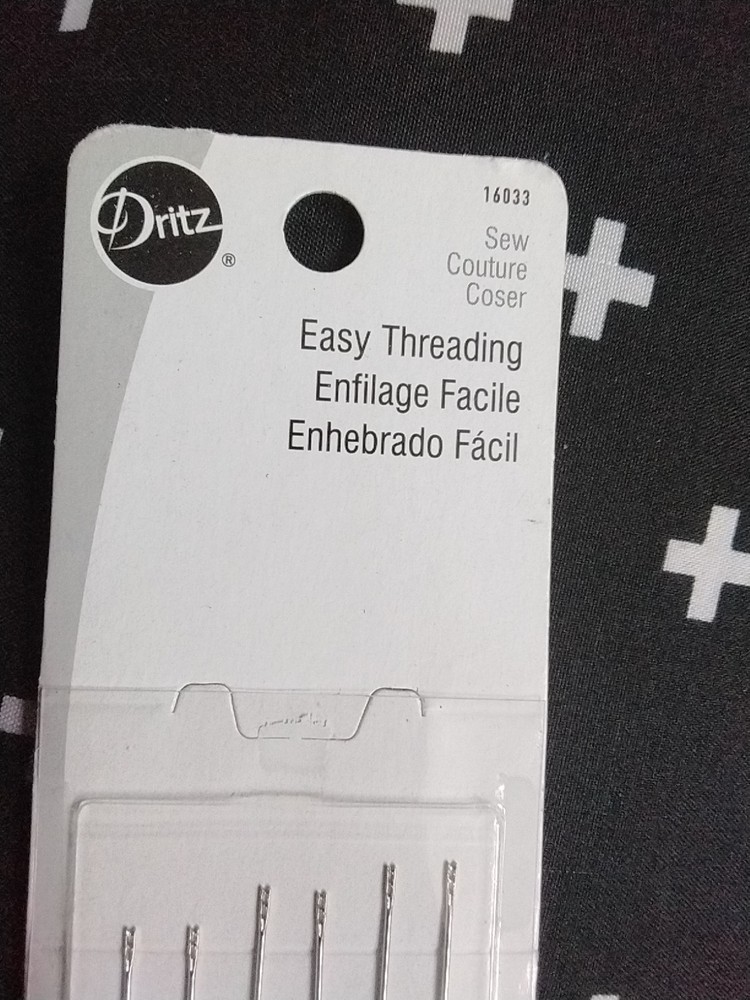 Dritz®
16033
Sew
Couture
Coser
Easy Threading
Enfilage Facile
Enhebrado Fácil